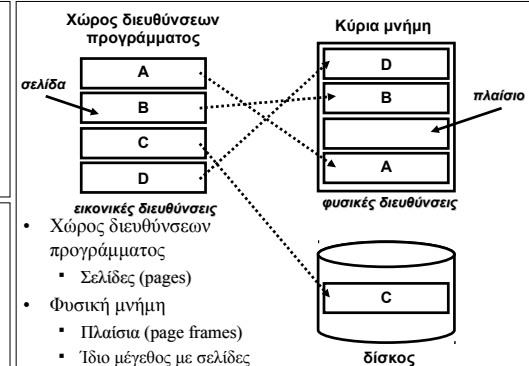 Χώρος διευθύνσεων
προγράμματος
Κύρια μνήμη
σελίδα
A
B
C
D
D
B
A
πλαίσιο
εικονικές διευθύνσεις
φυσικές διευθύνσεις
• Χώρος διευθύνσεων
προγράμματος
▪ Σελίδες (pages)
• Φυσική μνήμη
▪ Πλαίσια (page frames)
▪ Ίδιο μέγεθος με σελίδες
C
δίσκος